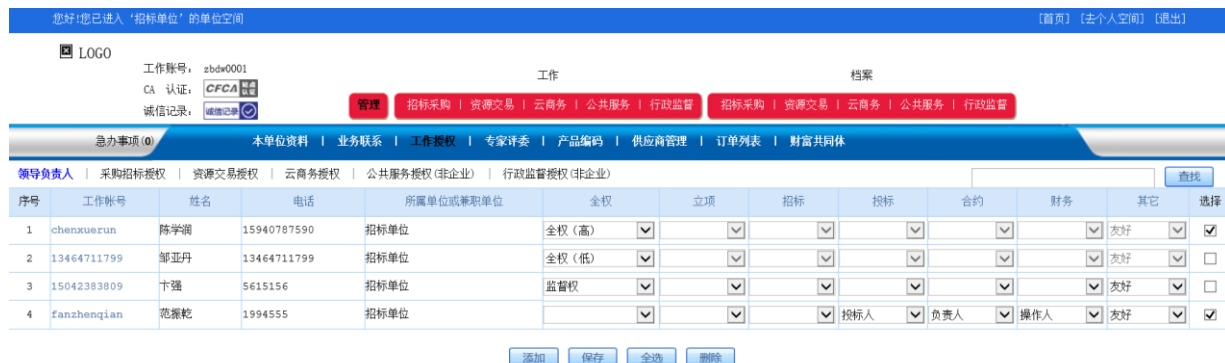 您好!您已进入‘招标单位’的单位空间 [首页] [去个人空间] [退出]
LOGO
工作账号: zbdw0001
CA 认证: CFCA 站点认证
诚信记录: 诚信记录
工作 档案
管理 招标采购 | 资源交易 | 云商务 | 公共服务 | 行政监督 招标采购 | 资源交易 | 云商务 | 公共服务 | 行政监督
急办事项(0) 本单位资料 | 业务联系 | 工作授权 | 专家评委 | 产品编码 | 供应商管理 | 订单列表 | 财富共同体
领导负责人 | 采购招标授权 | 资源交易授权 | 云商务授权 | 公共服务授权(非企业) | 行政监督授权(非企业) 查找
序号 工作帐号 姓名 电话 所属单位或兼职单位 全权 立项 招标 投标 合约 财务 其它 选择
1 chenxuerun 陈学润 15940787590 招标单位 全权（高） 友好
2 13464711799 邹亚丹 13464711799 招标单位 全权（低） 友好
3 15042383809 卞强 5615156 招标单位 监督权 友好
4 fanzhenqian 范振乾 1994555 招标单位 投标人 负责人 操作人 友好
添加 保存 全选 删除